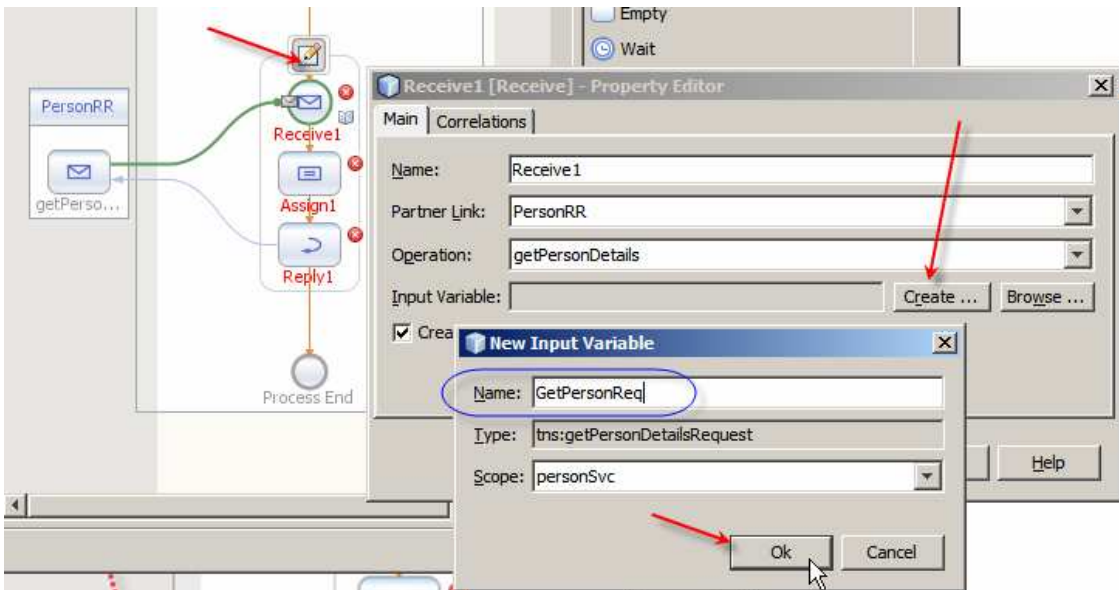 Empty
Wait
PersonRR
getPerso...
Receive1
Assign1
Reply1
Process End
Receive1 [Receive] - Property Editor
Main
Correlations
Name: Receive1
Partner Link: PersonRR
Operation: getPersonDetails
Input Variable: Create ... Browse ...
Crea
New Input Variable
Name: GetPersonReq
Type: tns:getPersonDetailsRequest
Scope: personSvc
Ok Cancel
Help